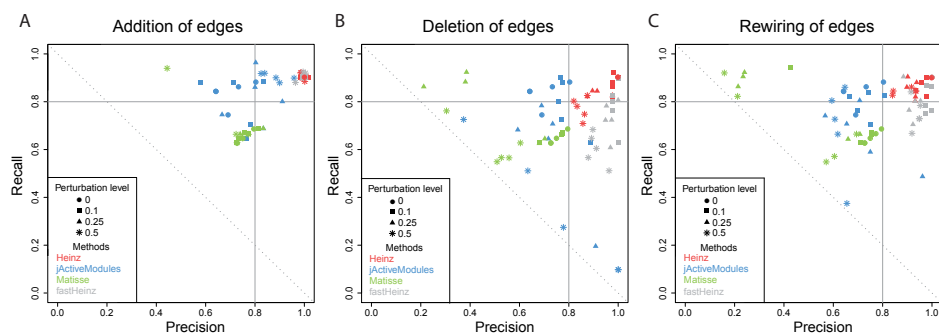 A
Addition of edges
Recall
1.0
0.8
0.6
0.4
0.2
0.0
Perturbation level
0
0.1
0.25
0.5
Methods
Heinz
jActiveModules
Matisse
fastHeinz
0.0 0.2 0.4 0.6 0.8 1.0
Precision
B
Deletion of edges
Recall
1.0
0.8
0.6
0.4
0.2
0.0
Perturbation level
0
0.1
0.25
0.5
Methods
Heinz
jActiveModules
Matisse
fastHeinz
0.0 0.2 0.4 0.6 0.8 1.0
Precision
C
Rewiring of edges
Recall
1.0
0.8
0.6
0.4
0.2
0.0
Perturbation level
0
0.1
0.25
0.5
Methods
Heinz
jActiveModules
Matisse
fastHeinz
0.0 0.2 0.4 0.6 0.8 1.0
Precision